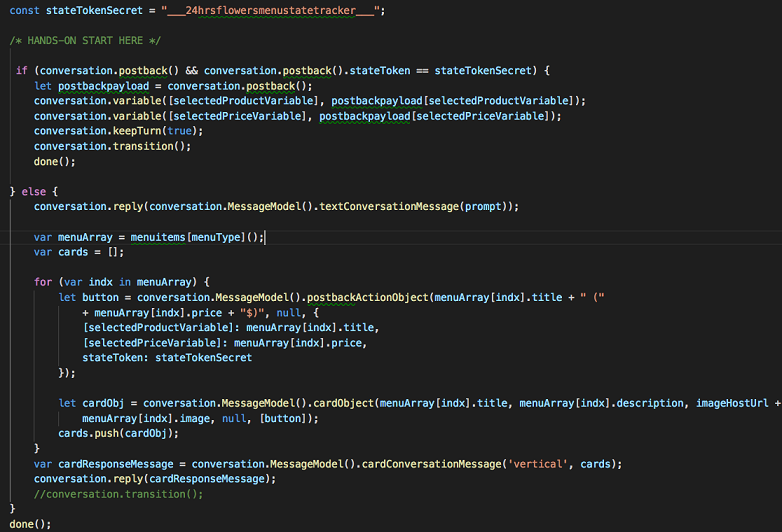 const stateTokenSecret = "___24hrsflowersmenustatetracker___";
/* HANDS-ON START HERE */
if (conversation.postback() && conversation.postback().stateToken == stateTokenSecret) {
let postbackpayload = conversation.postback();
conversation.variable([selectedProductVariable], postbackpayload[selectedProductVariable]);
conversation.variable([selectedPriceVariable], postbackpayload[selectedPriceVariable]);
conversation.keepTurn(true);
conversation.transition();
done();
} else {
conversation.reply(conversation.MessageModel().textConversationMessage(prompt));
var menuArray = menuitems[menuType]();
var cards = [];
for (var indx in menuArray) {
let button = conversation.MessageModel().postbackActionObject(menuArray[indx].title + " ("
+ menuArray[indx].price + "$)", null, {
[selectedProductVariable]: menuArray[indx].title,
[selectedPriceVariable]: menuArray[indx].price,
stateToken: stateTokenSecret
});
let cardObj = conversation.MessageModel().cardObject(menuArray[indx].title, menuArray[indx].description, imageHostUrl +
menuArray[indx].image, null, [button]);
cards.push(cardObj);
}
var cardResponseMessage = conversation.MessageModel().cardConversationMessage('vertical', cards);
conversation.reply(cardResponseMessage);
//conversation.transition();
}
done();